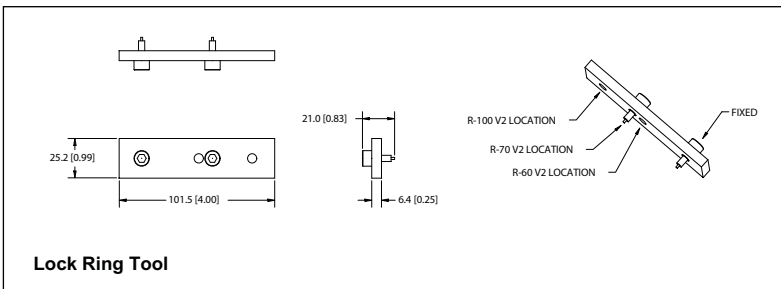 21.0 [0.83]
R-100 V2 LOCATION
FIXED
25.2 [0.99]
R-70 V2 LOCATION
R-60 V2 LOCATION
101.5 [4.00]
6.4 [0.25]
Lock Ring Tool